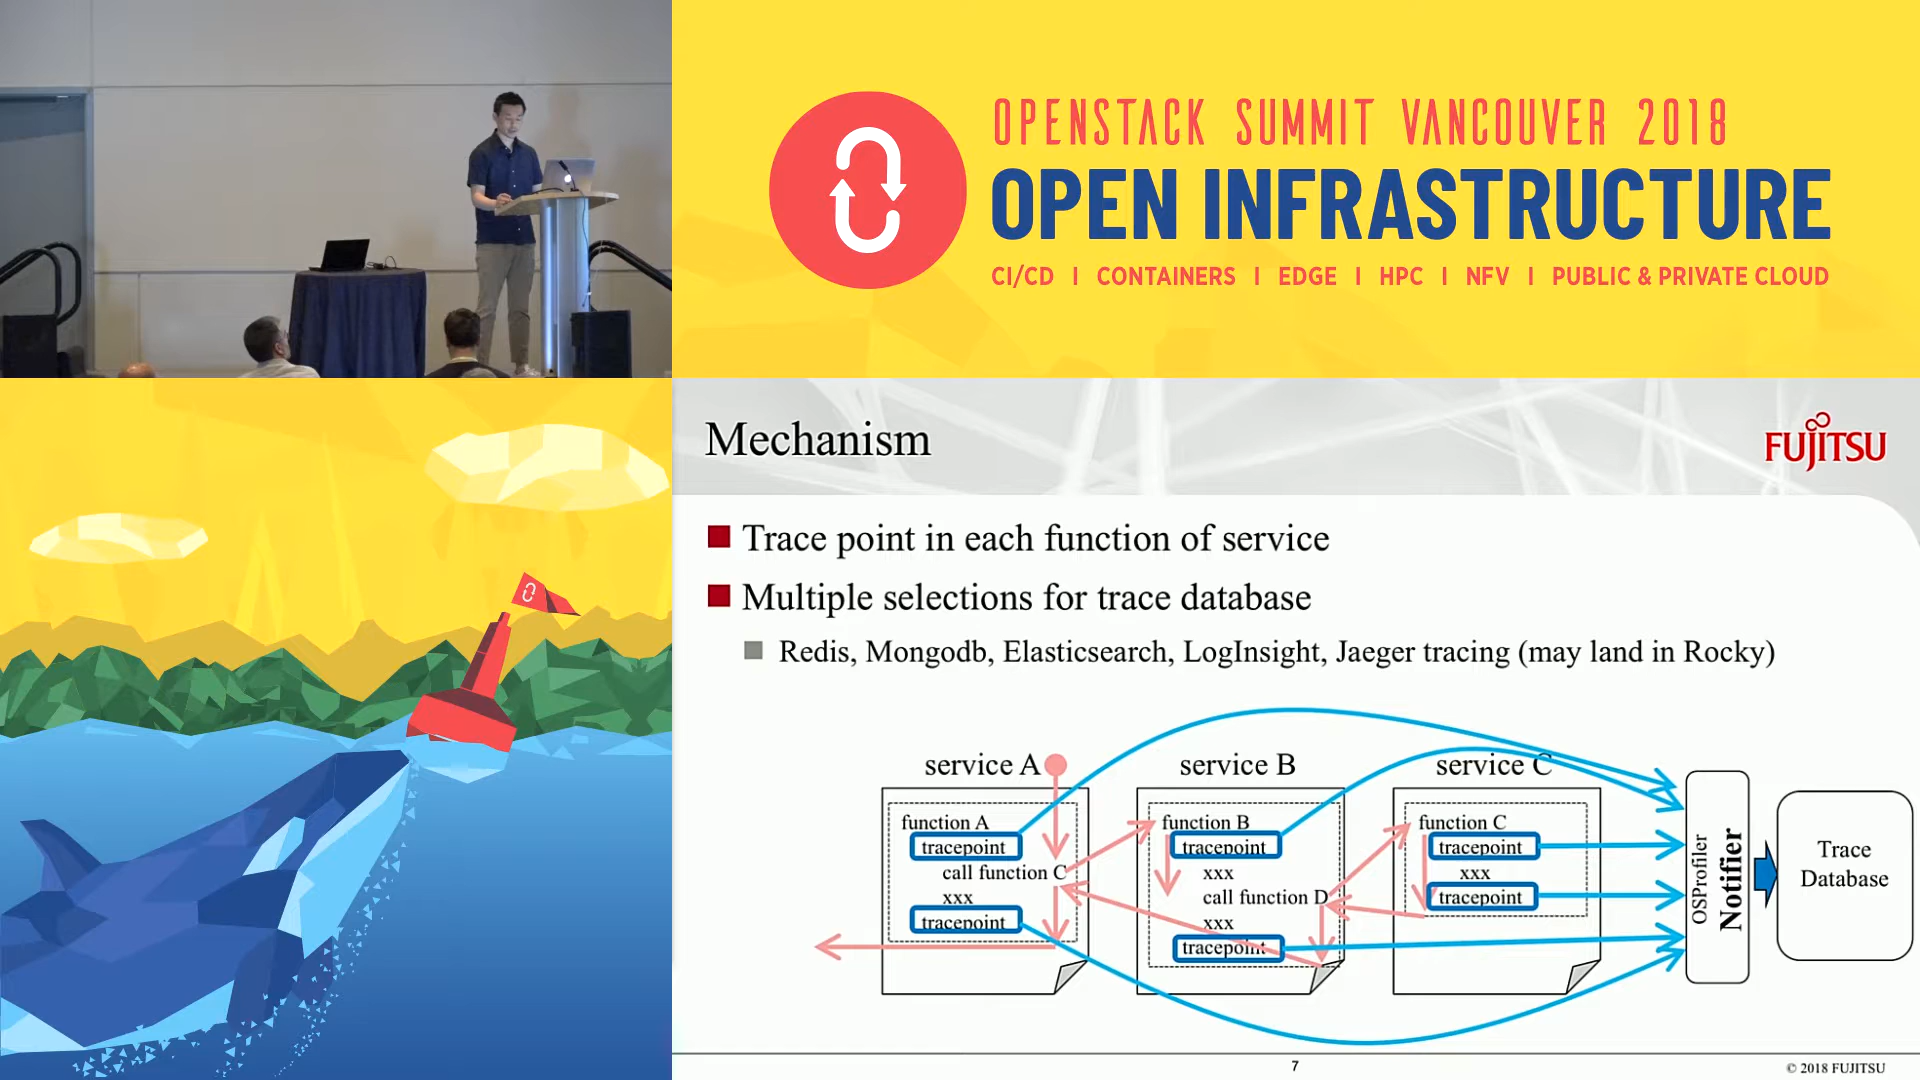 OPENSTACK SUMMIT VANCOUVER 2018
OPEN INFRASTRUCTURE
CI/CD | CONTAINERS | EDGE | HPC | NFV | PUBLIC & PRIVATE CLOUD
Mechanism
FUJITSU
Trace point in each function of service
Multiple selections for trace database
Redis, Mongodb, Elasticsearch, LogInsight, Jaeger tracing (may land in Rocky)
service A
service B
service C
function A
tracepoint
call function C
xxx
tracepoint
function B
tracepoint
xxx
call function D
xxx
tracepoint
function C
tracepoint
xxx
tracepoint
OSProfiler
Notifier
Trace
Database
7
© 2018 FUJITSU